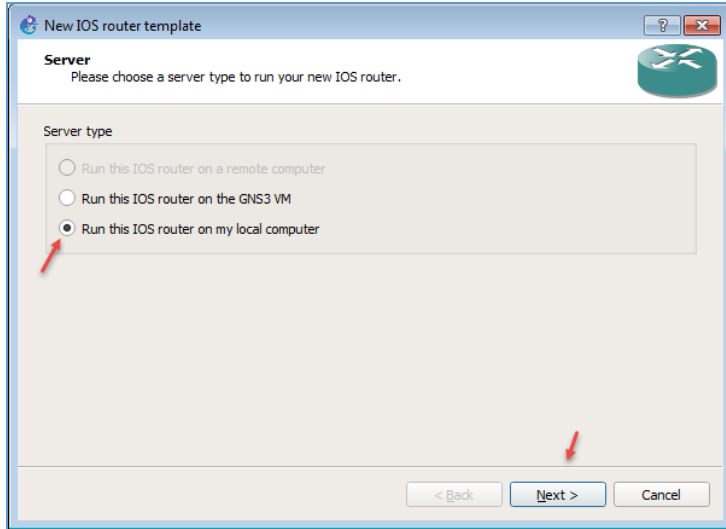 New IOS router template
?
Server
Please choose a server type to run your new IOS router.
Server type
Run this IOS router on a remote computer
Run this IOS router on the GNS3 VM
Run this IOS router on my local computer
< Back
Next >
Cancel